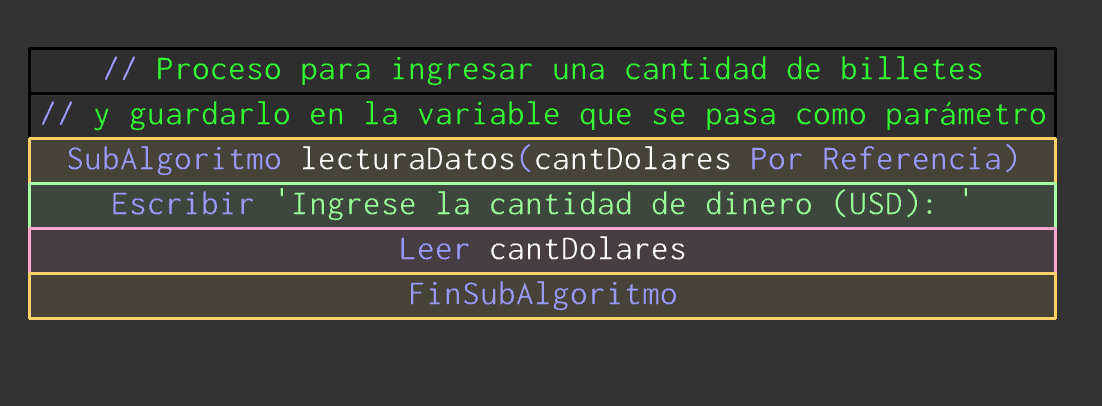 // Proceso para ingresar una cantidad de billetes
// y guardarlo en la variable que se pasa como parámetro
SubAlgoritmo lecturaDatos(cantDolares Por Referencia)
Escribir 'Ingrese la cantidad de dinero (USD): '
Leer cantDolares
FinSubAlgoritmo